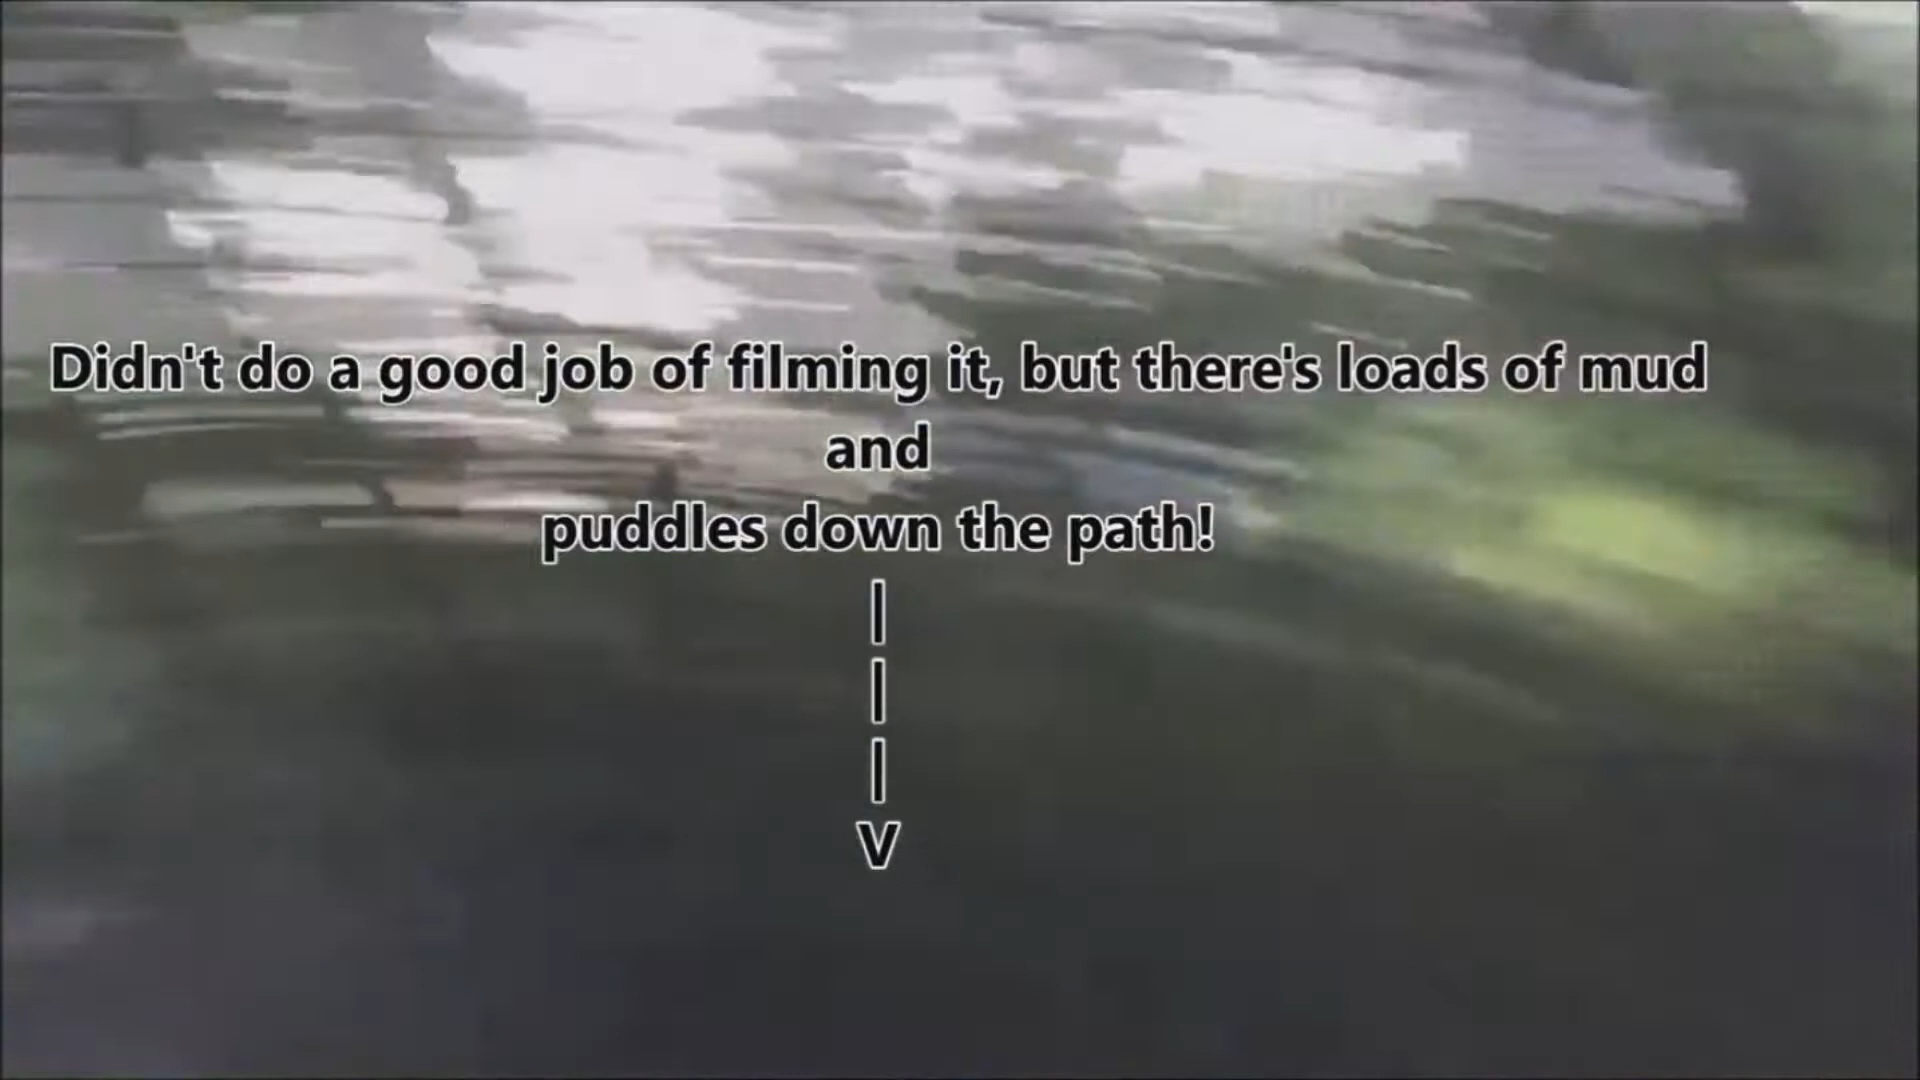 Didn't do a good job of filming it, but there's loads of mud
and
puddles down the path!
|
|
|
V